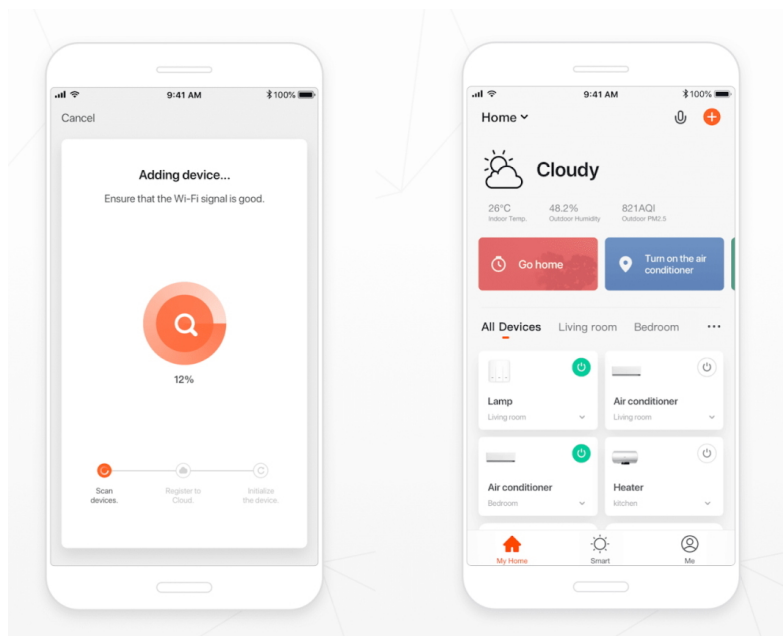 9:41 AM
100%
Cancel
Adding device...
Ensure that the Wi-Fi signal is good.
12%
Scan
devices.
Register to
Cloud.
Initialize
the device.
9:41 AM
100%
Home
Cloudy
26°C
48.2%
821AQI
Indoor Temp.
Outdoor Humidity
Outdoor PM2.5
Go home
Turn on the air
conditioner
All Devices
Living room
Bedroom
Lamp
Living room
Air conditioner
Living room
Air conditioner
Bedroom
Heater
kitchen
My Home
Smart
Me